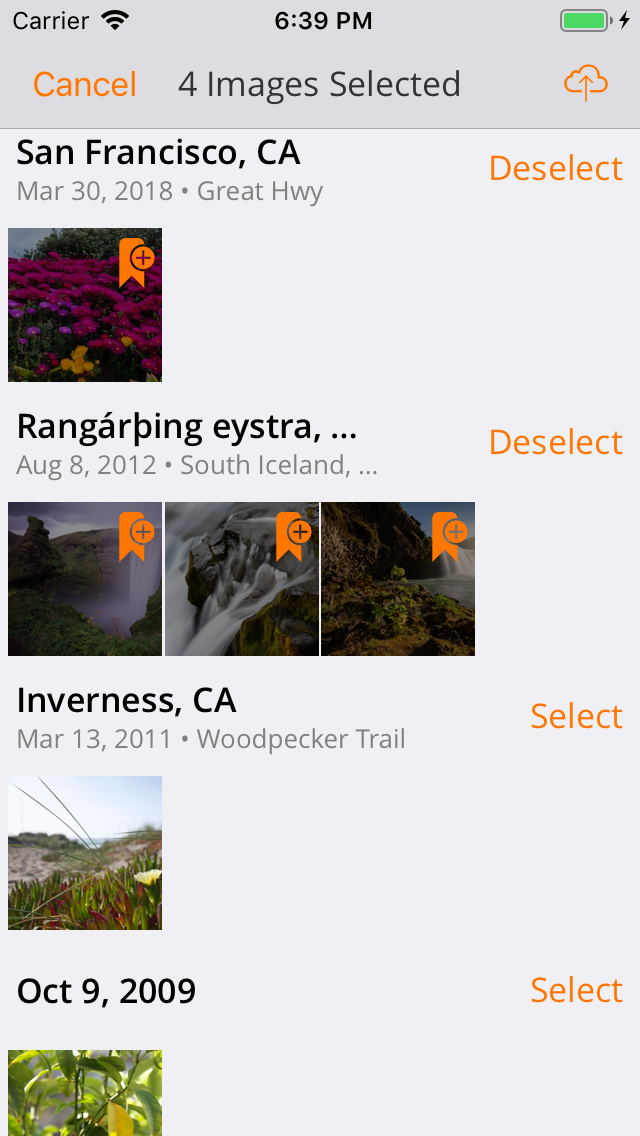 Carrier 6:39 PM
Cancel 4 Images Selected
San Francisco, CA
Mar 30, 2018 • Great Hwy
Deselect
Rangárþing eystra, ...
Aug 8, 2012 • South Iceland, ...
Deselect
Inverness, CA
Mar 13, 2011 • Woodpecker Trail
Select
Oct 9, 2009
Select